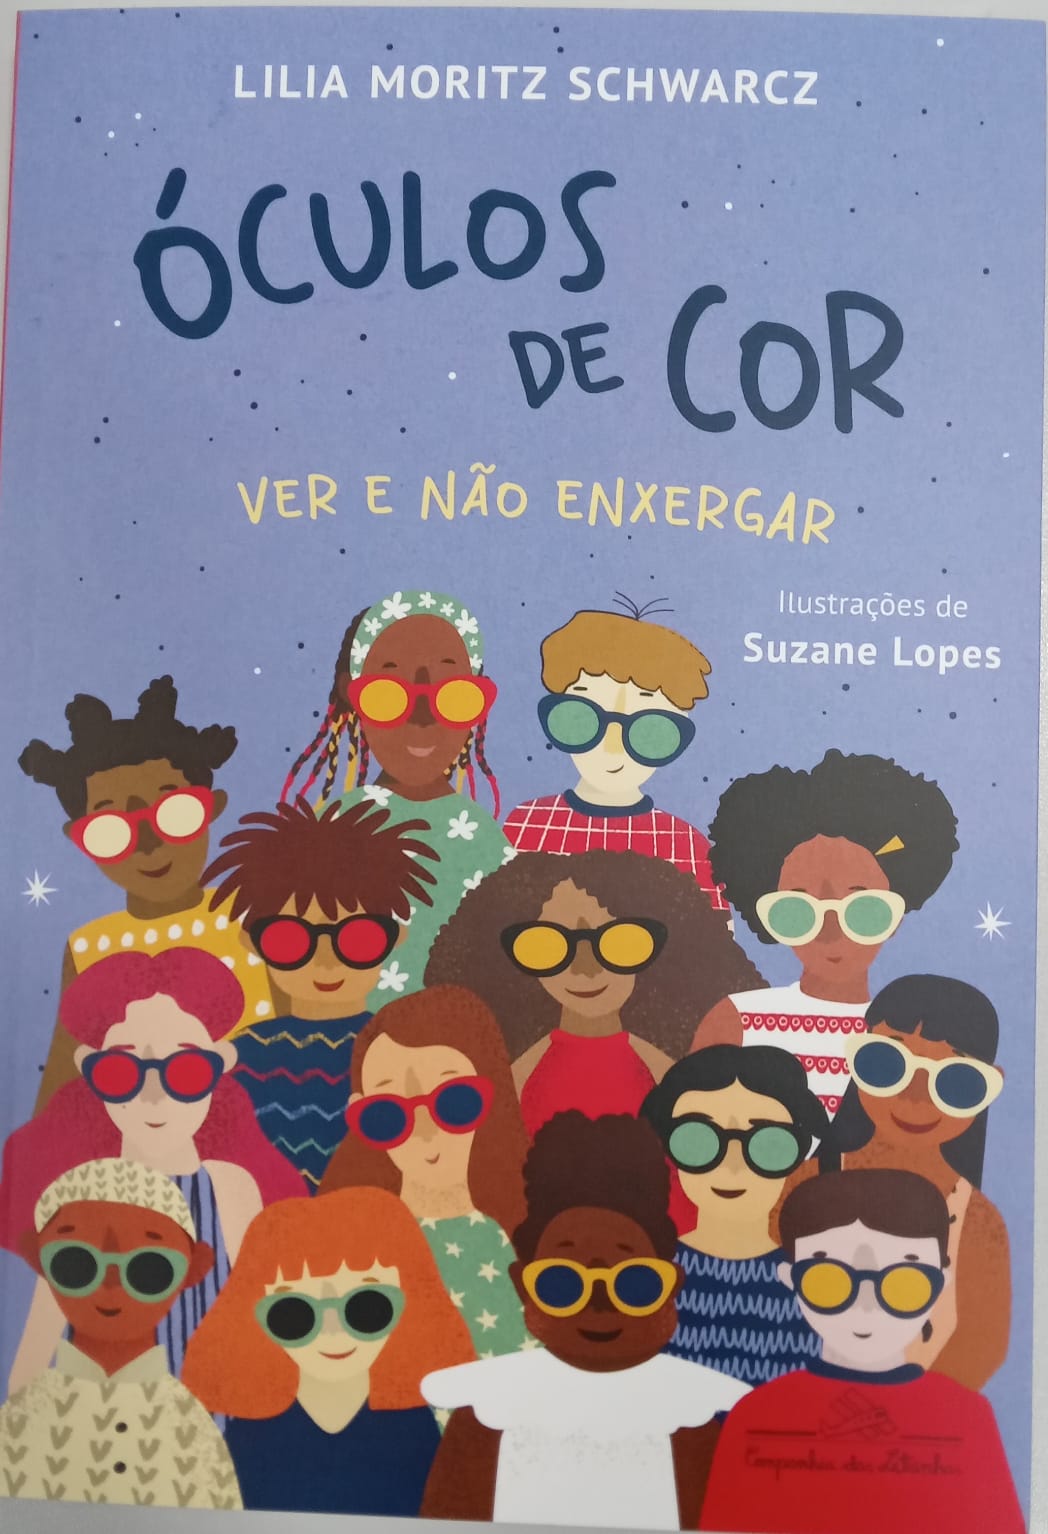 LILIA MORITZ SCHWARCZ
ÓCULOS
DE COR
VER E NÃO ENXERGAR
Ilustrações de
Suzane Lopes
Companhia das Letrinhas